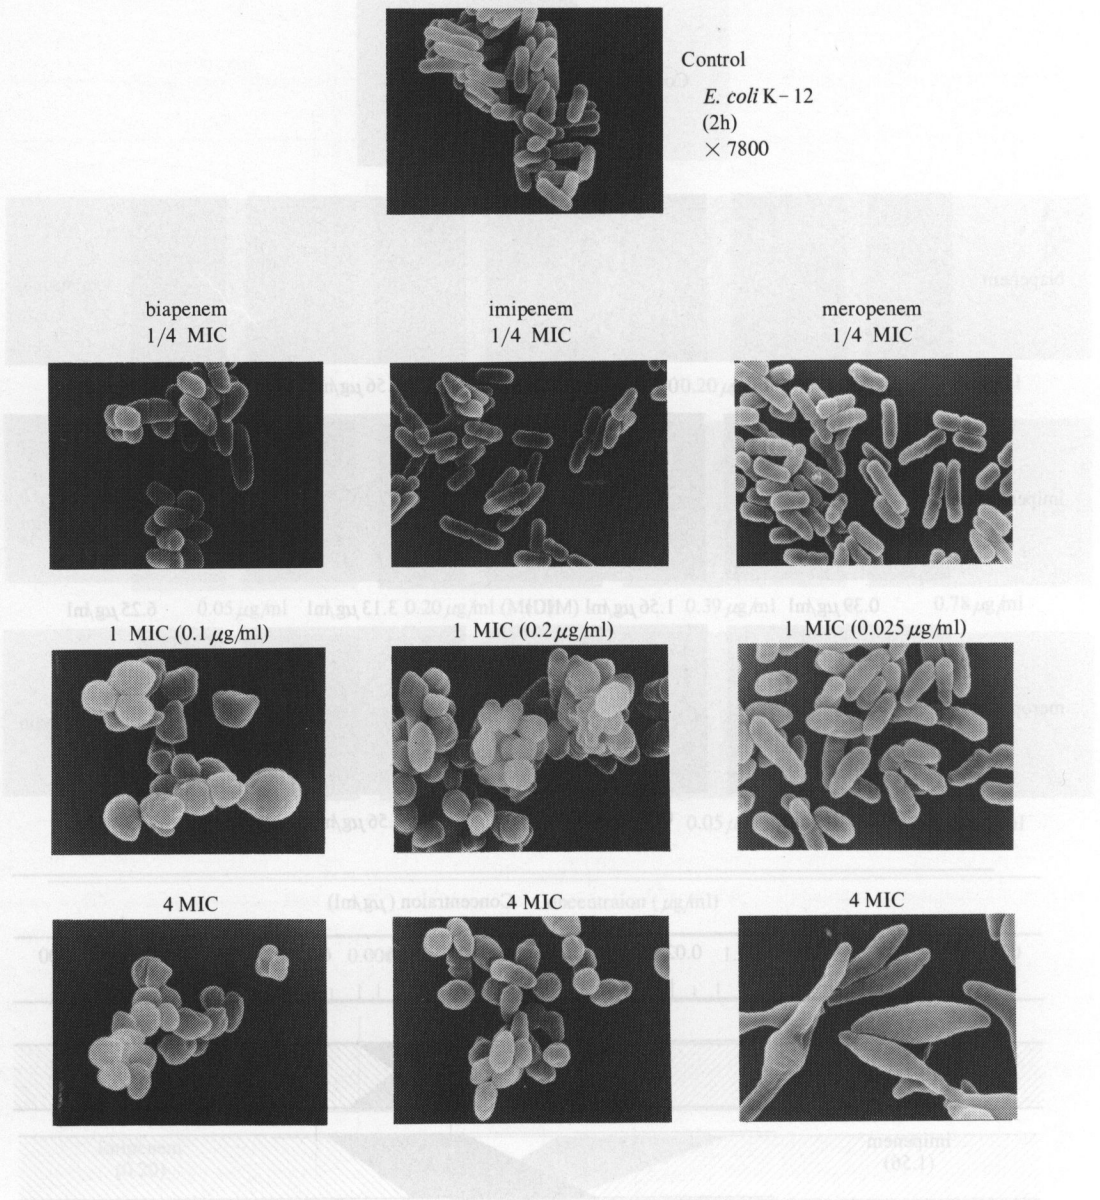 Control
E. coli K-12
(2h)
× 7800
biapenem
1/4 MIC
imipenem
1/4 MIC
meropenem
1/4 MIC
1 MIC (0.1 μg/ml)
1 MIC (0.2 μg/ml)
1 MIC (0.025 μg/ml)
4 MIC
4 MIC
4 MIC